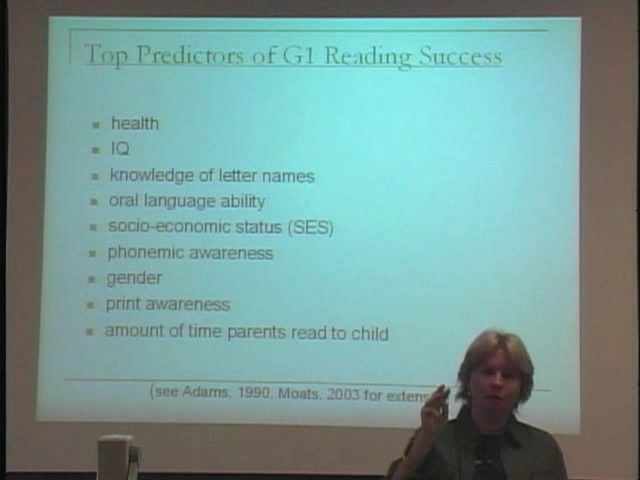 Top Predictors of G1 Reading Success
health
IQ
knowledge of letter names
oral language ability
socio-economic status (SES)
phonemic awareness
gender
print awareness
amount of time parents read to child
(see Adams, 1990, Moats, 2003 for